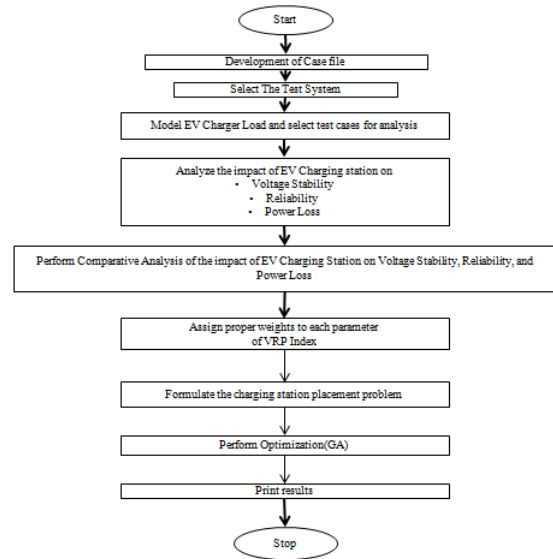 Start
Development of Case file
Select The Test System
Model EV Charger Load and select test cases for analysis
Analyze the impact of EV Charging station on
• Voltage Stability
• Reliability
• Power Loss
Perform Comparative Analysis of the impact of EV Charging Station on Voltage Stability, Reliability, and
Power Loss
Assign proper weights to each parameter
of VRP Index
Formulate the charging station placement problem
Perform Optimization(GA)
Print results
Stop